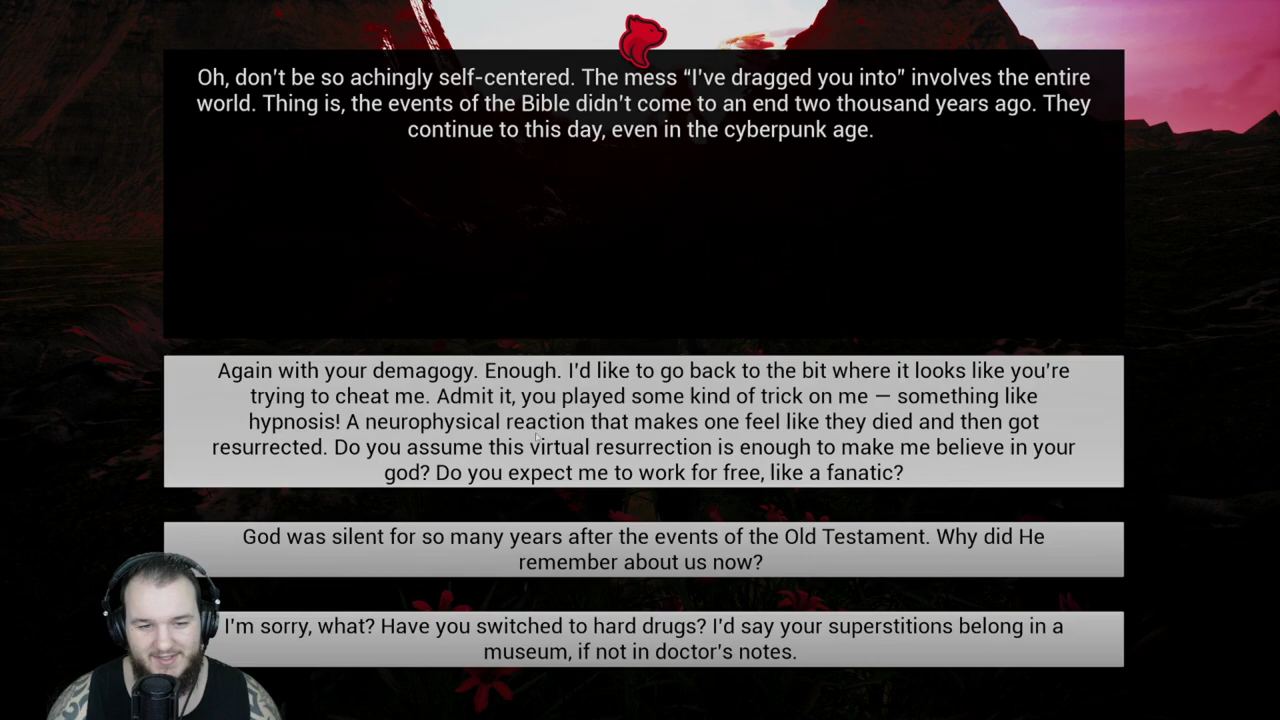 Oh, don't be so achingly self-centered. The mess “I've dragged you into” involves the entire
world. Thing is, the events of the Bible didn't come to an end two thousand years ago. They
continue to this day, even in the cyberpunk age.
Again with your demagogy. Enough. I'd like to go back to the bit where it looks like you're
trying to cheat me. Admit it, you played some kind of trick on me — something like
hypnosis! A neurophysical reaction that makes one feel like they died and then got
resurrected. Do you assume this virtual resurrection is enough to make me believe in your
god? Do you expect me to work for free, like a fanatic?
God was silent for so many years after the events of the Old Testament. Why did He
remember about us now?
I'm sorry, what? Have you switched to hard drugs? I'd say your superstitions belong in a
museum, if not in doctor's notes.